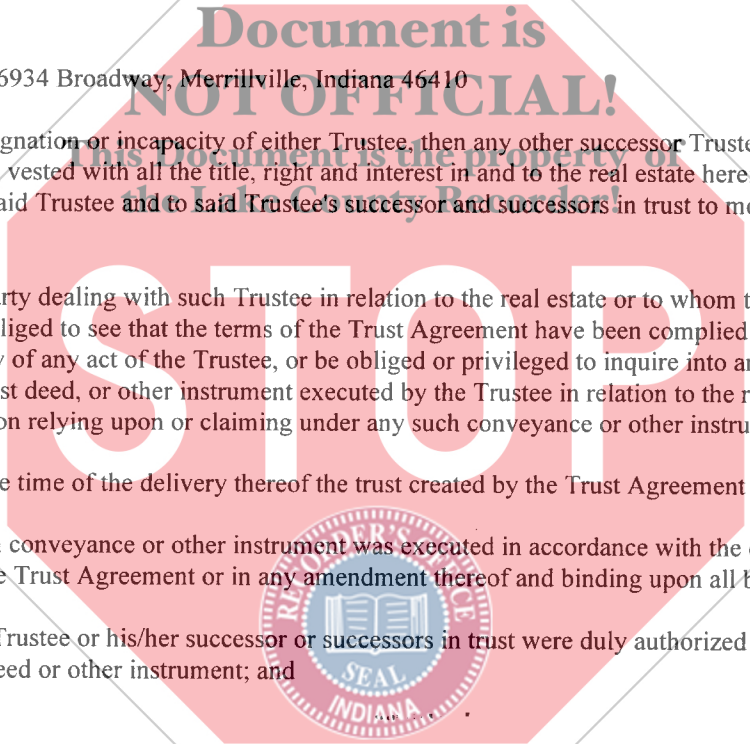 Document is
6934 Broadway, Merrillville, Indiana 46410
NOT OFFICIAL!
gnation or incapacity of either Trustee, then any other successor
This Document is the property of
vested with all the title, right and interest in and to the real estate
the Lake County Recorder!
aid Trustee and to said Trustee's successor and successors in trust to
STOP
arty dealing with such Trustee in relation to the real estate or to whom
liged to see that the terms of the Trust Agreement have been complied
of any act of the Trustee, or be obliged or privileged to inquire into
st deed, or other instrument executed by the Trustee in relation to the
on relying upon or claiming under any such conveyance or other
e time of the delivery thereof the trust created by the Trust Agreement
conveyance or other instrument was executed in accordance with the
e Trust Agreement or in any amendment thereof and binding upon all
Trustee or his/her successor or successors in trust were duly authorized
eed or other instrument; and
RECORDER'S OFFICE
SEAL
INDIANA